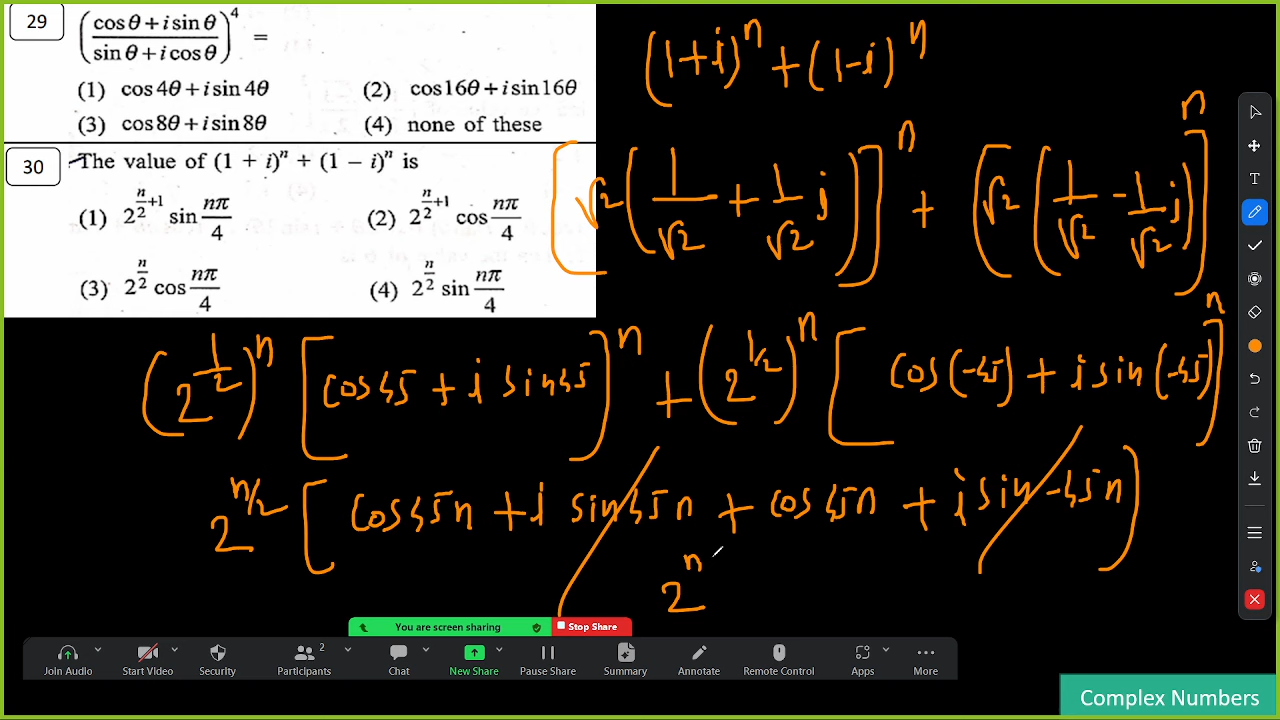 29
(cosθ + i sinθ / sinθ + i cosθ)^4 =
(1) cos4θ + i sin4θ (2) cos16θ + i sin16θ
(3) cos8θ + i sin8θ (4) none of these
30
The value of (1 + i)^n + (1 − i)^n is
(1) 2^(n/2+1) sin nπ/4 (2) 2^(n/2+1) cos nπ/4
(3) 2^(n/2) cos nπ/4 (4) 2^(n/2) sin nπ/4
(1+i)^n + (1-i)^n
[√2 (1/√2 + 1/√2 i)]^n + [√2 (1/√2 - 1/√2 i)]^n
(2^(1/2))^n [cos45 + i sin45]^n + (2^(1/2))^n [cos(-45) + i sin(-45)]^n
2^(n/2) [cos45n + i sin45n + cos45n + i sin-45n]
2^n
You are screen sharing
Stop Share
Join Audio
Start Video
Security
Participants
2
Chat
New Share
Pause Share
Summary
Annotate
Remote Control
Apps
More
Complex Numbers